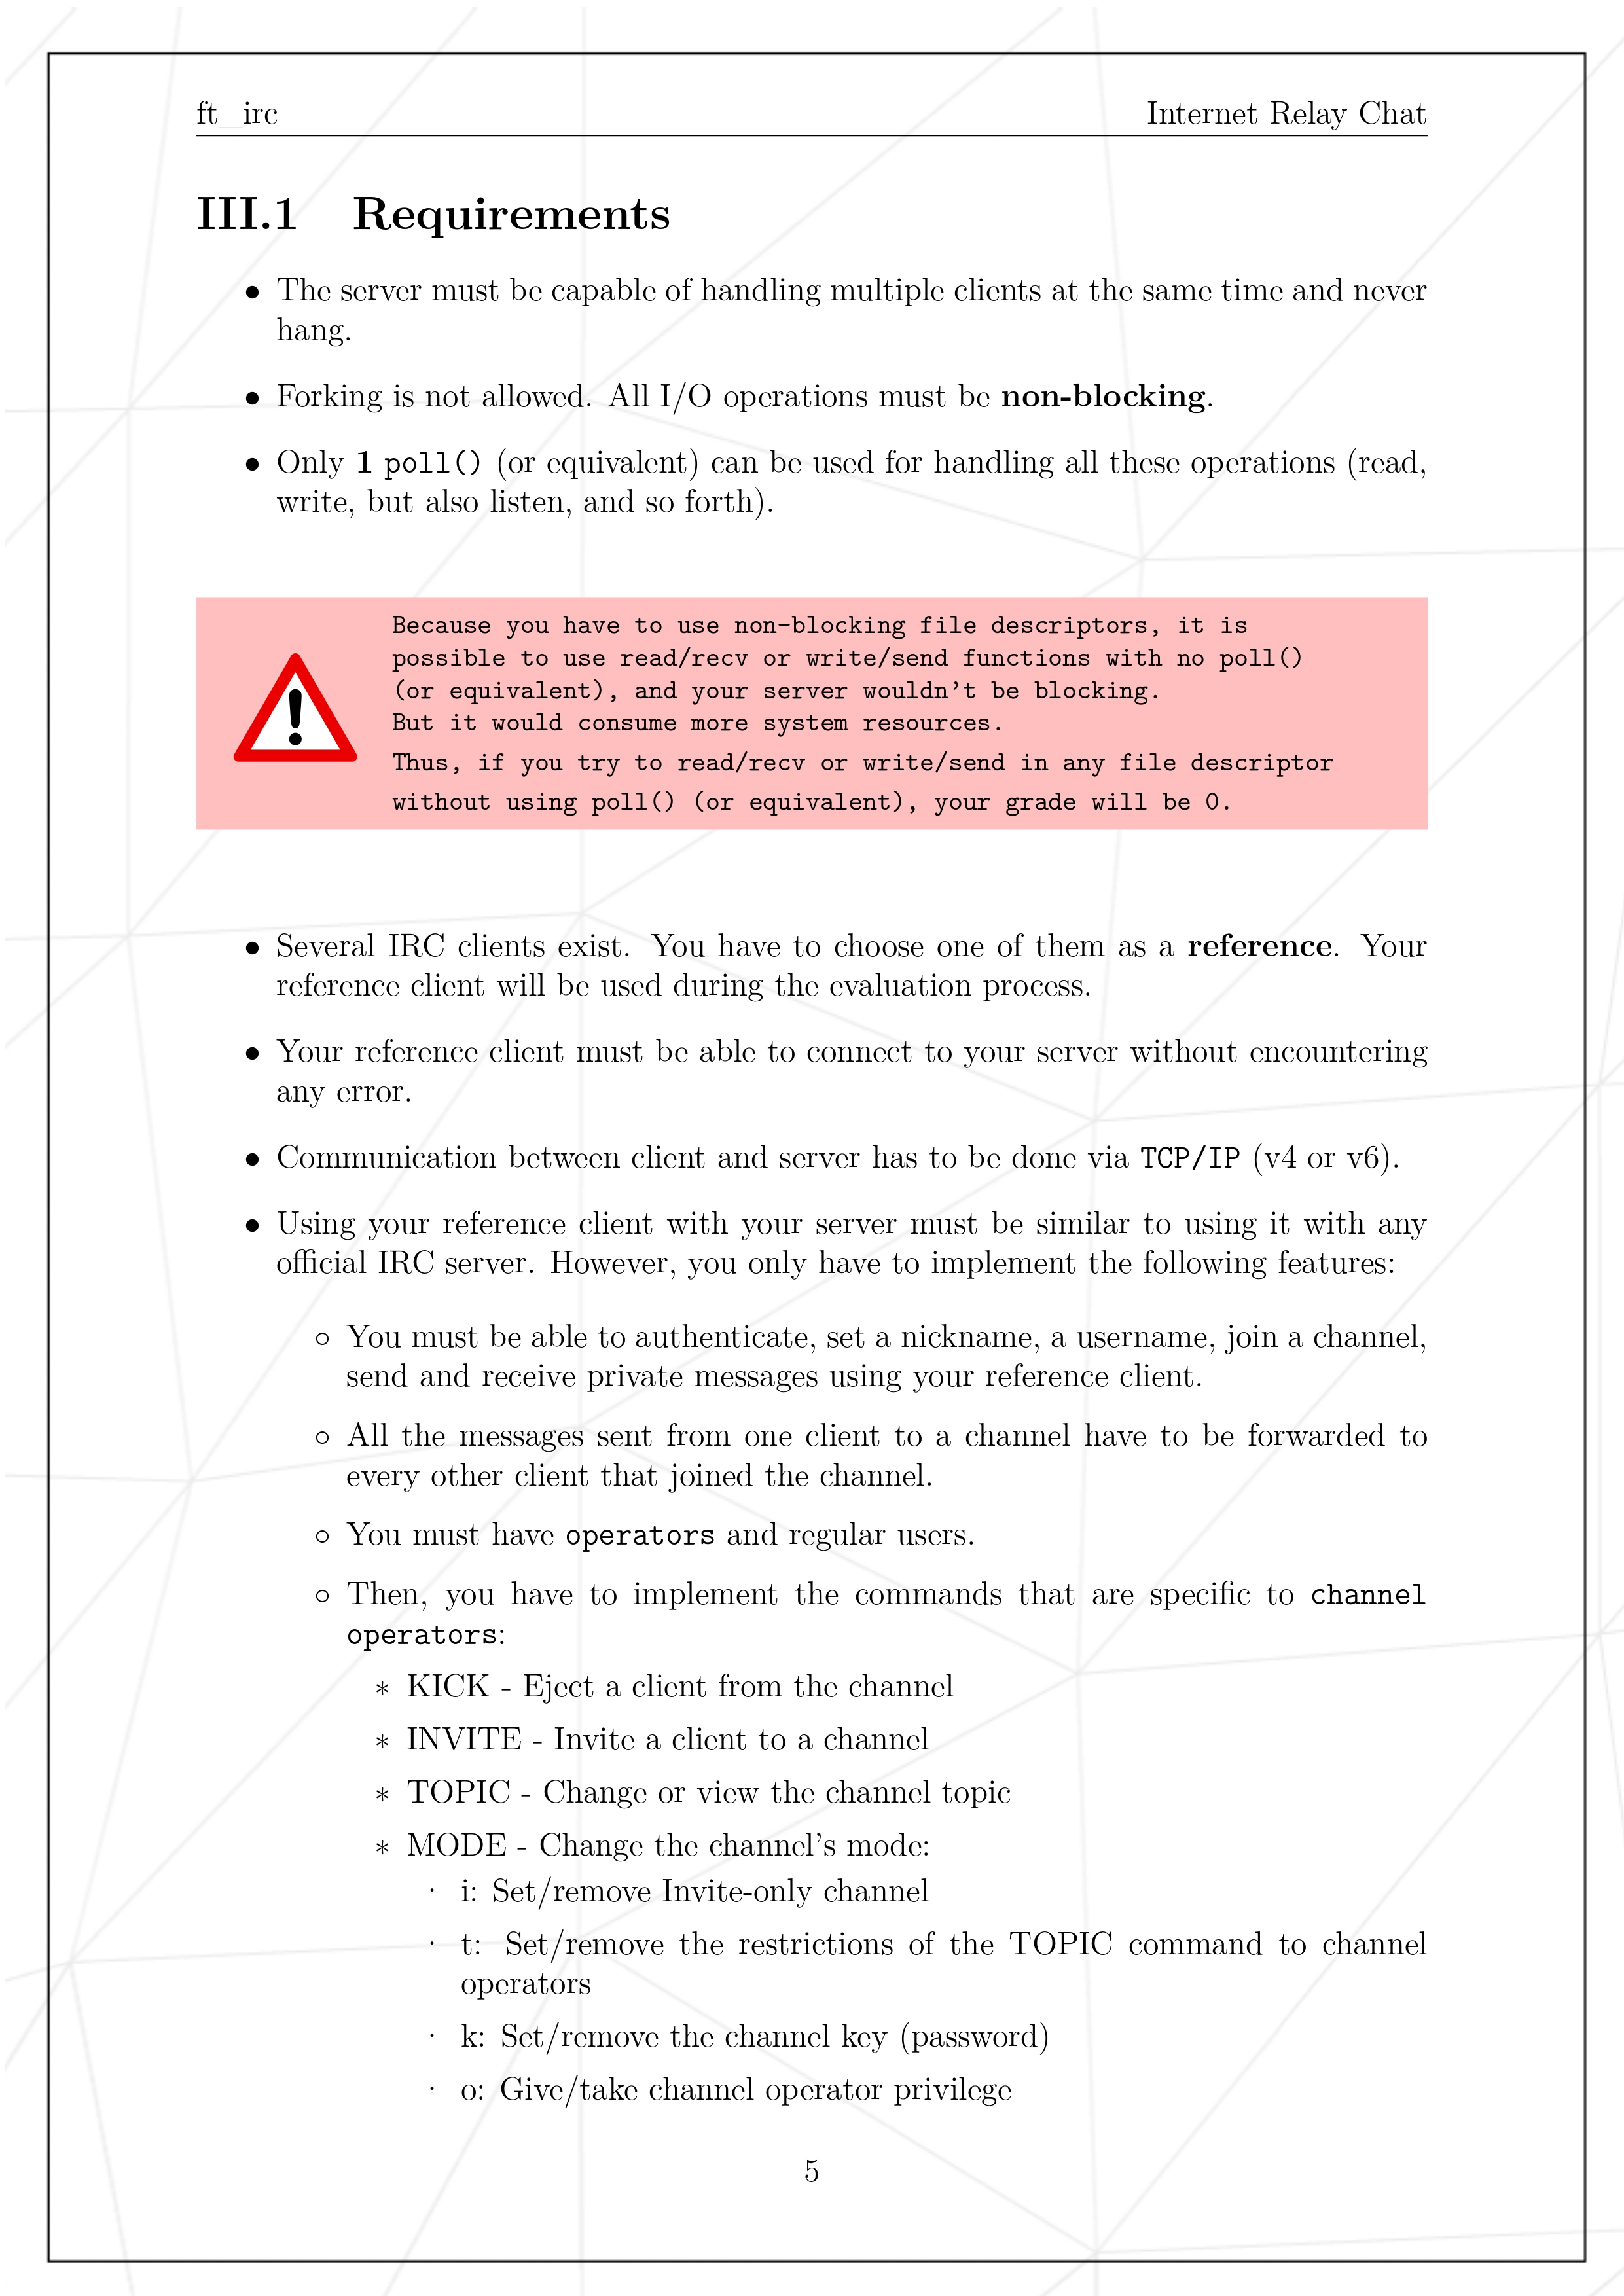 ft_irc Internet Relay Chat
III.1 Requirements
• The server must be capable of handling multiple clients at the same time and never
hang.
• Forking is not allowed. All I/O operations must be non-blocking.
• Only 1 poll() (or equivalent) can be used for handling all these operations (read,
write, but also listen, and so forth).
Because you have to use non-blocking file descriptors, it is
possible to use read/recv or write/send functions with no poll()
(or equivalent), and your server wouldn't be blocking.
But it would consume more system resources.
Thus, if you try to read/recv or write/send in any file descriptor
without using poll() (or equivalent), your grade will be 0.
• Several IRC clients exist. You have to choose one of them as a reference. Your
reference client will be used during the evaluation process.
• Your reference client must be able to connect to your server without encountering
any error.
• Communication between client and server has to be done via TCP/IP (v4 or v6).
• Using your reference client with your server must be similar to using it with any
official IRC server. However, you only have to implement the following features:
◦ You must be able to authenticate, set a nickname, a username, join a channel,
send and receive private messages using your reference client.
◦ All the messages sent from one client to a channel have to be forwarded to
every other client that joined the channel.
◦ You must have operators and regular users.
◦ Then, you have to implement the commands that are specific to channel
operators:
∗ KICK - Eject a client from the channel
∗ INVITE - Invite a client to a channel
∗ TOPIC - Change or view the channel topic
∗ MODE - Change the channel's mode:
· i: Set/remove Invite-only channel
· t: Set/remove the restrictions of the TOPIC command to channel
operators
· k: Set/remove the channel key (password)
· o: Give/take channel operator privilege
5